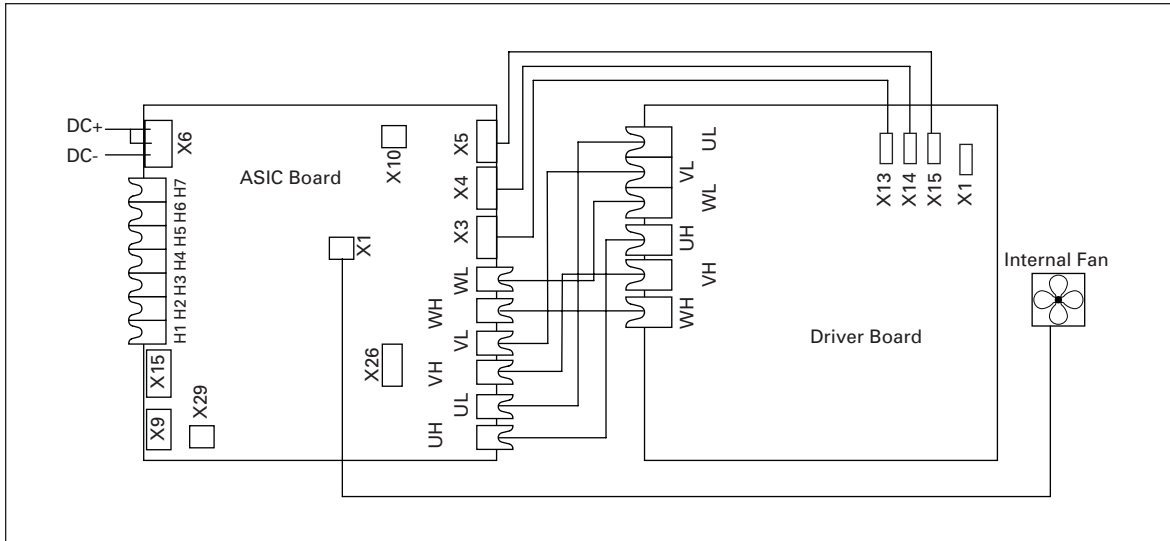 DC+
DC-
X6
ASIC Board
X10
X5
X4
X3
X1
H7
H6
H5
H4
H3
H2
H1
X15
X9
X29
X26
WL
WH
VL
VH
UL
UH
UL
VL
WL
UH
VH
WH
X13
X14
X15
X1
Driver Board
Internal Fan